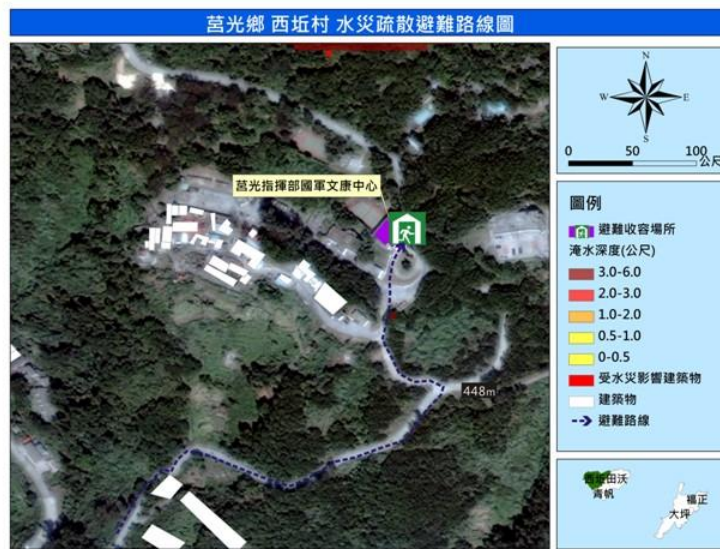 莒光鄉 西坵村 水災疏散避難路線圖
莒光指揮部國軍文康中心
448m
N
W
E
S
0 50 100
公尺
圖例
避難收容場所
淹水深度(公尺)
3.0-6.0
2.0-3.0
1.0-2.0
0.5-1.0
0-0.5
受水災影響建築物
建築物
避難路線
西坵田沃
青帆
福正
大坪